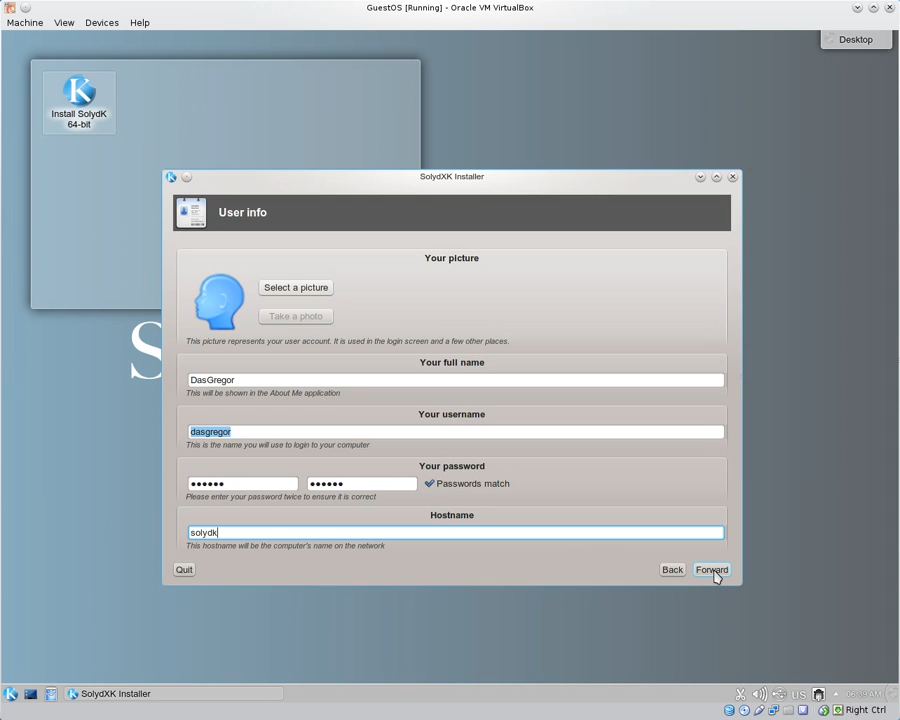 GuestOS [Running] - Oracle VM VirtualBox
Machine View Devices Help
Desktop
Install SolydK
64-bit
S
SolydXK Installer
User info
Your picture
Select a picture
Take a photo
This picture represents your user account. It is used in the login screen and a few other places.
Your full name
DasGregor
This will be shown in the About Me application
Your username
dasgregor
This is the name you will use to login to your computer
Your password
●●●●●● ●●●●●● Passwords match
Please enter your password twice to ensure it is correct
Hostname
solydk
This hostname will be the computer's name on the network
Quit Back Forward
SolydXK Installer US
Right Ctrl